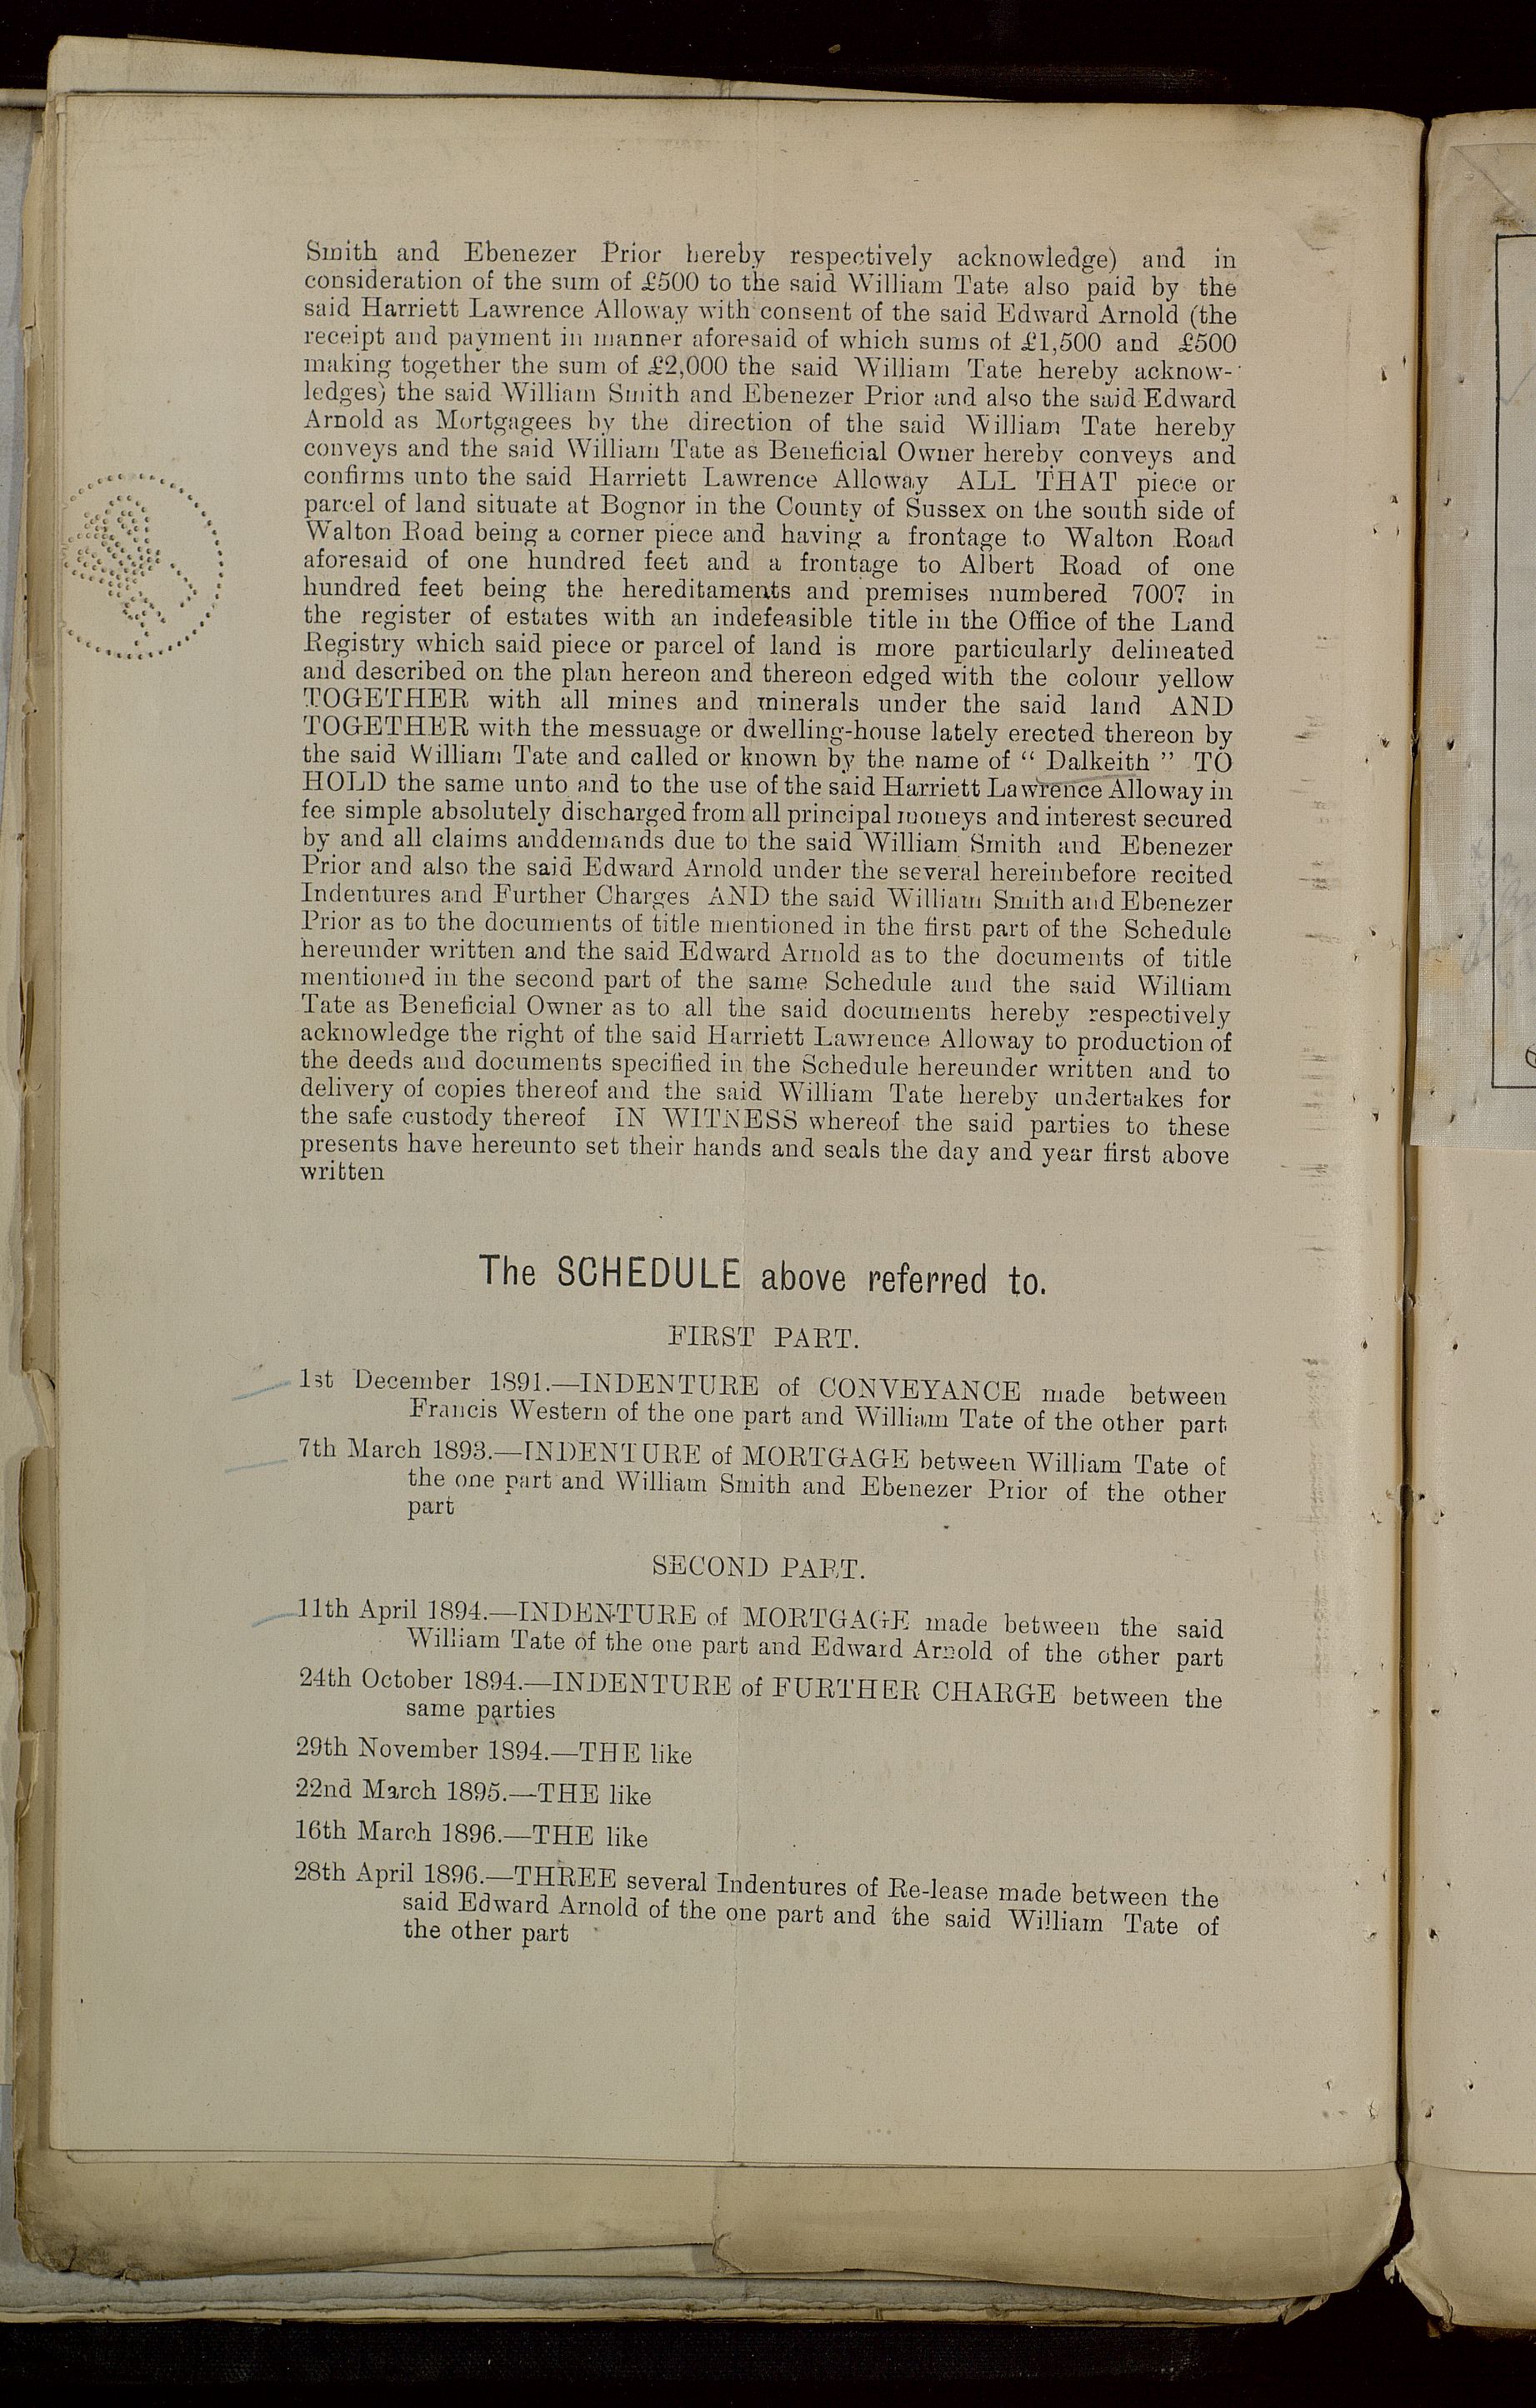 Smith and Ebenezer Prior hereby respectively acknowledge) and in
consideration of the sum of £500 to the said William Tate also paid by the
said Harriett Lawrence Alloway with consent of the said Edward Arnold (the
receipt and payment in manner aforesaid of which sums of £1,500 and £500
making together the sum of £2,000 the said William Tate hereby acknow-
ledges) the said William Smith and Ebenezer Prior and also the said Edward
Arnold as Mortgagees by the direction of the said William Tate hereby
conveys and the said William Tate as Beneficial Owner hereby conveys and
confirms unto the said Harriett Lawrence Alloway ALL THAT piece or
parcel of land situate at Bognor in the County of Sussex on the south side of
Walton Road being a corner piece and having a frontage to Walton Road
aforesaid of one hundred feet and a frontage to Albert Road of one
hundred feet being the hereditaments and premises numbered 7007 in
the register of estates with an indefeasible title in the Office of the Land
Registry which said piece or parcel of land is more particularly delineated
and described on the plan hereon and thereon edged with the colour yellow
TOGETHER with all mines and minerals under the said land AND
TOGETHER with the messuage or dwelling-house lately erected thereon by
the said William Tate and called or known by the name of “ Dalkeith ” TO
HOLD the same unto and to the use of the said Harriett Lawrence Alloway in
fee simple absolutely discharged from all principal moneys and interest secured
by and all claims anddemands due to the said William Smith and Ebenezer
Prior and also the said Edward Arnold under the several hereinbefore recited
Indentures and Further Charges AND the said William Smith and Ebenezer
Prior as to the documents of title mentioned in the first part of the Schedule
hereunder written and the said Edward Arnold as to the documents of title
mentioned in the second part of the same Schedule and the said William
Tate as Beneficial Owner as to all the said documents hereby respectively
acknowledge the right of the said Harriett Lawrence Alloway to production of
the deeds and documents specified in the Schedule hereunder written and to
delivery of copies thereof and the said William Tate hereby undertakes for
the safe custody thereof IN WITNESS whereof the said parties to these
presents have hereunto set their hands and seals the day and year first above
written
The SCHEDULE above referred to.
FIRST PART.
1st December 1891.—INDENTURE of CONVEYANCE made between
Francis Western of the one part and William Tate of the other part
7th March 1893.—INDENTURE of MORTGAGE between William Tate of
the one part and William Smith and Ebenezer Prior of the other
part
SECOND PART.
11th April 1894.—INDENTURE of MORTGAGE made between the said
William Tate of the one part and Edward Arnold of the other part
24th October 1894.—INDENTURE of FURTHER CHARGE between the
same parties
29th November 1894.—THE like
22nd March 1895.—THE like
16th March 1896.—THE like
28th April 1896.—THREE several Indentures of Re-lease made between the
said Edward Arnold of the one part and the said William Tate of
the other part